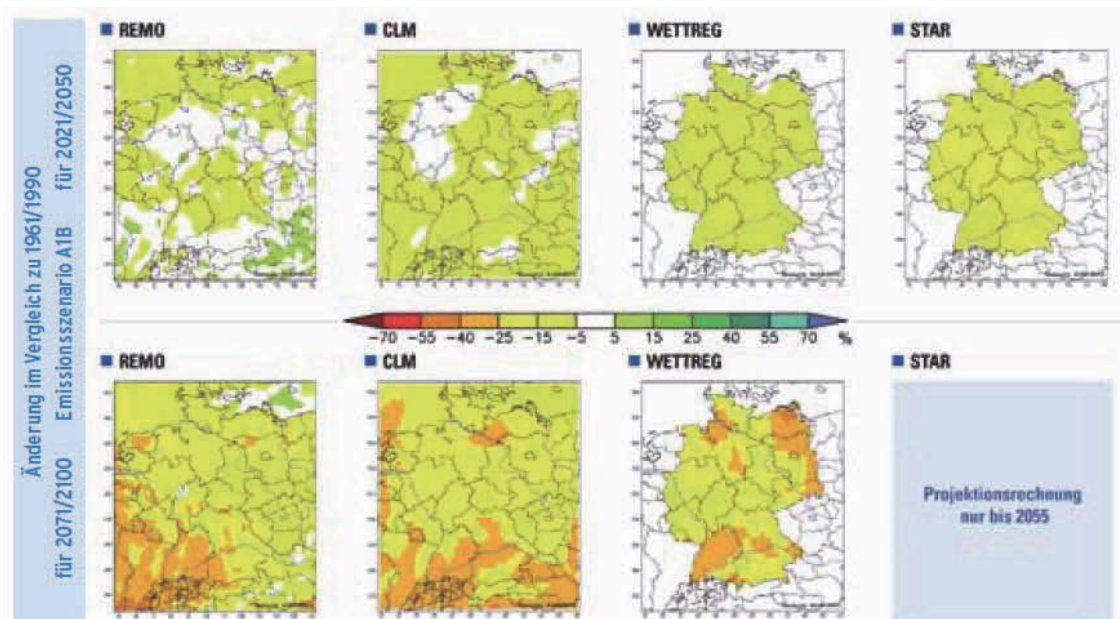 Änderung im Vergleich zu 1961/1990
Emissionsszenario A1B
für 2021/2050
für 2071/2100
REMO
CLM
WETTREG
STAR
−70 −55 −40 −25 −15 −5 5 15 25 40 55 70 %
REMO
CLM
WETTREG
STAR
Projektionsrechnung
nur bis 2055